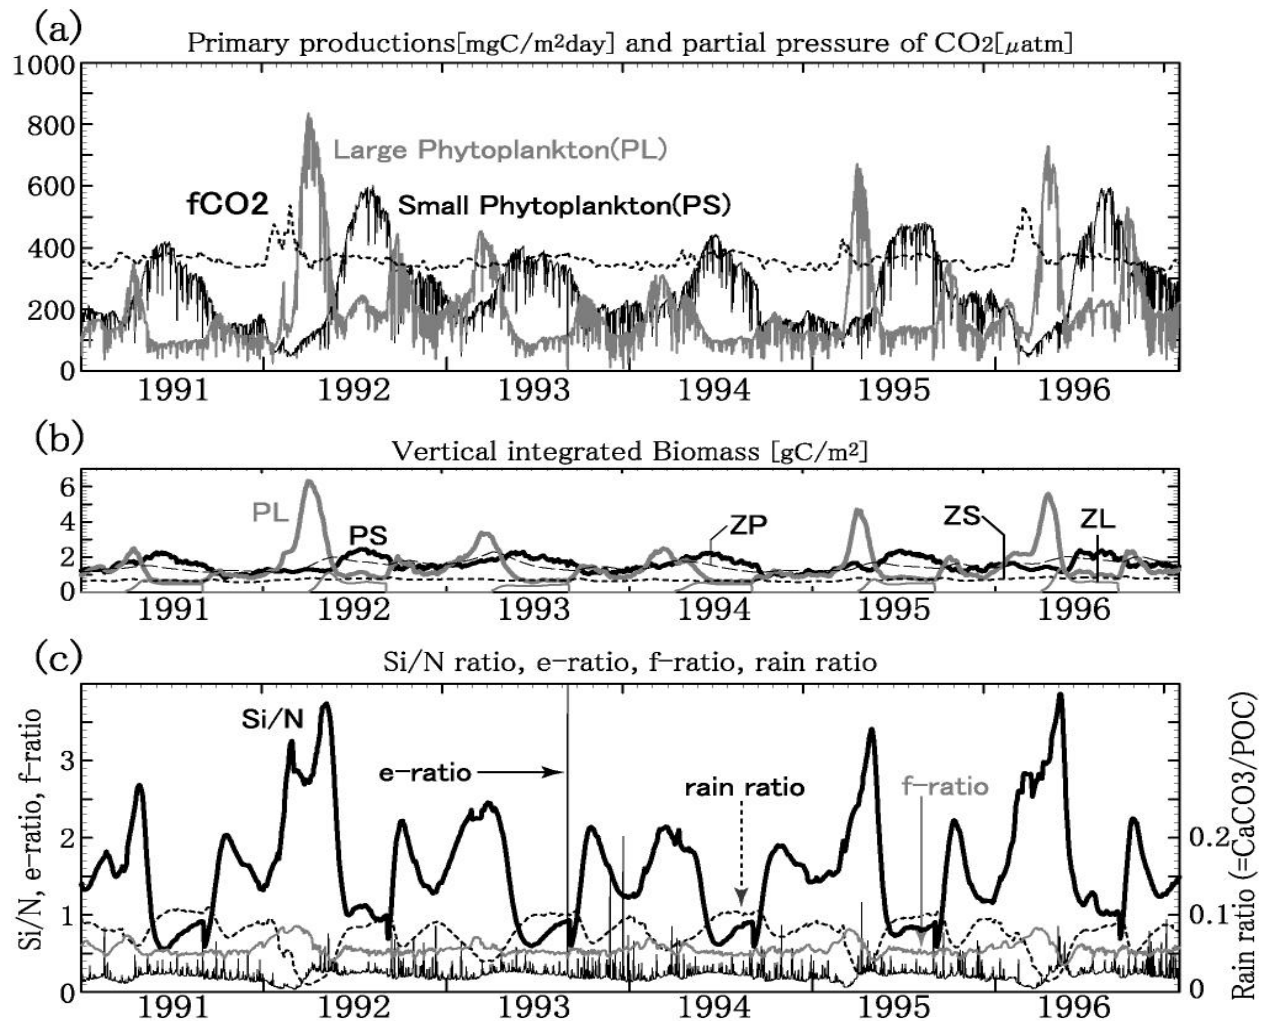 (a)
Primary productions[mgC/m2day] and partial pressure of CO2[μatm]
1000
800
Large Phytoplankton(PL)
600
fCO2
Small Phytoplankton(PS)
400
200
0
1991 1992 1993 1994 1995 1996
(b)
Vertical integrated Biomass [gC/m2]
6
PL
ZS
ZL
4
PS
ZP
2
0
1991 1992 1993 1994 1995 1996
(c)
Si/N ratio, e-ratio, f-ratio, rain ratio
Si/N, e-ratio, f-ratio
Si/N
3
e-ratio
rain ratio
f-ratio
2
0.2
1
0.1
0
0
1991 1992 1993 1994 1995 1996
Rain ratio (=CaCO3/POC)